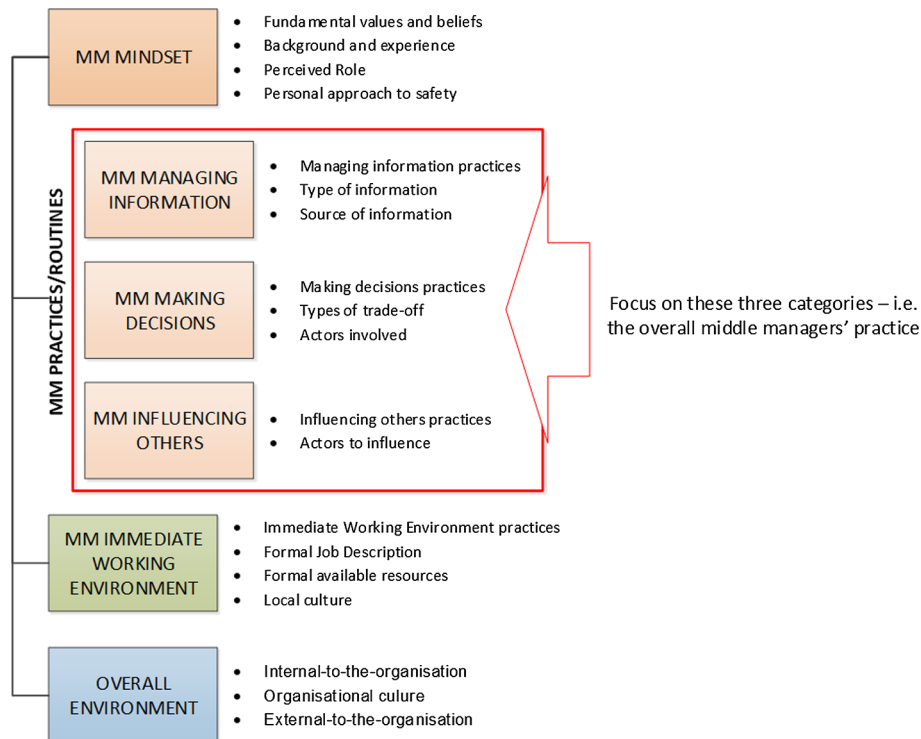 MM MINDSET
Fundamental values and beliefs
Background and experience
Perceived Role
Personal approach to safety
MM PRACTICES/ROUTINES
MM MANAGING
INFORMATION
Managing information practices
Type of information
Source of information
MM MAKING
DECISIONS
Making decisions practices
Types of trade-off
Actors involved
MM INFLUENCING
OTHERS
Influencing others practices
Actors to influence
Focus on these three categories – i.e.
the overall middle managers’ practice
MM IMMEDIATE
WORKING
ENVIRONMENT
Immediate Working Environment practices
Formal Job Description
Formal available resources
Local culture
OVERALL
ENVIRONMENT
Internal-to-the-organisation
Organisational culure
External-to-the-organisation